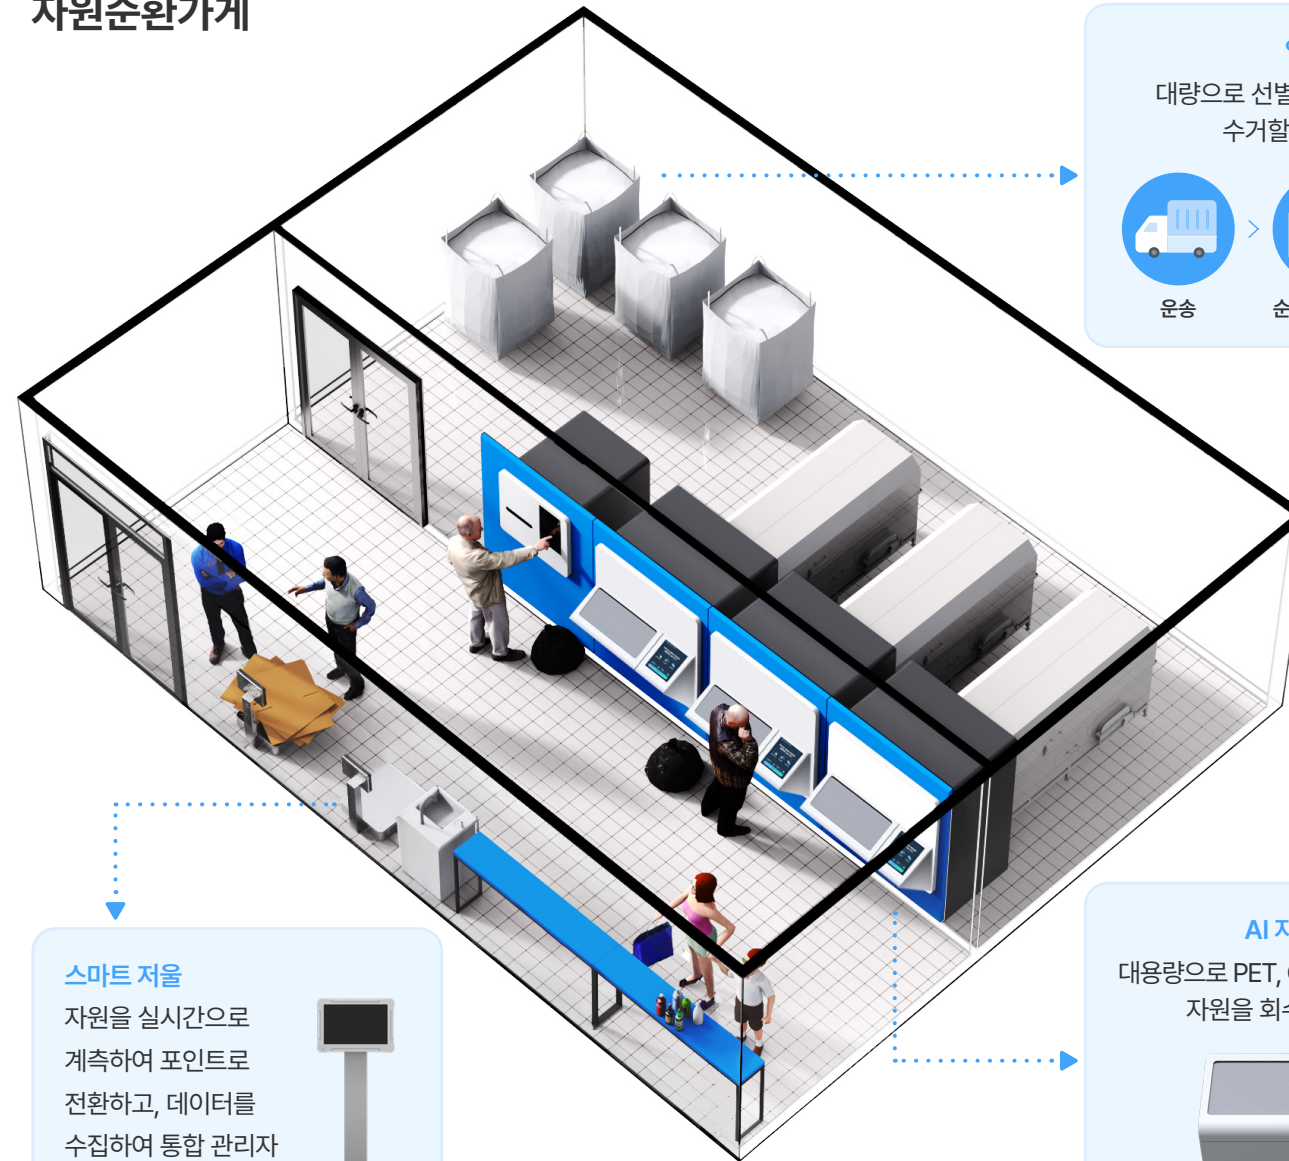 자원순환가게
대량으로 선별
수거할
운송
스마트 저울
자원을 실시간으로
계측하여 포인트로
전환하고, 데이터를
수집하여 통합 관리자
AI
대용량으로 PET,
자원을 회수